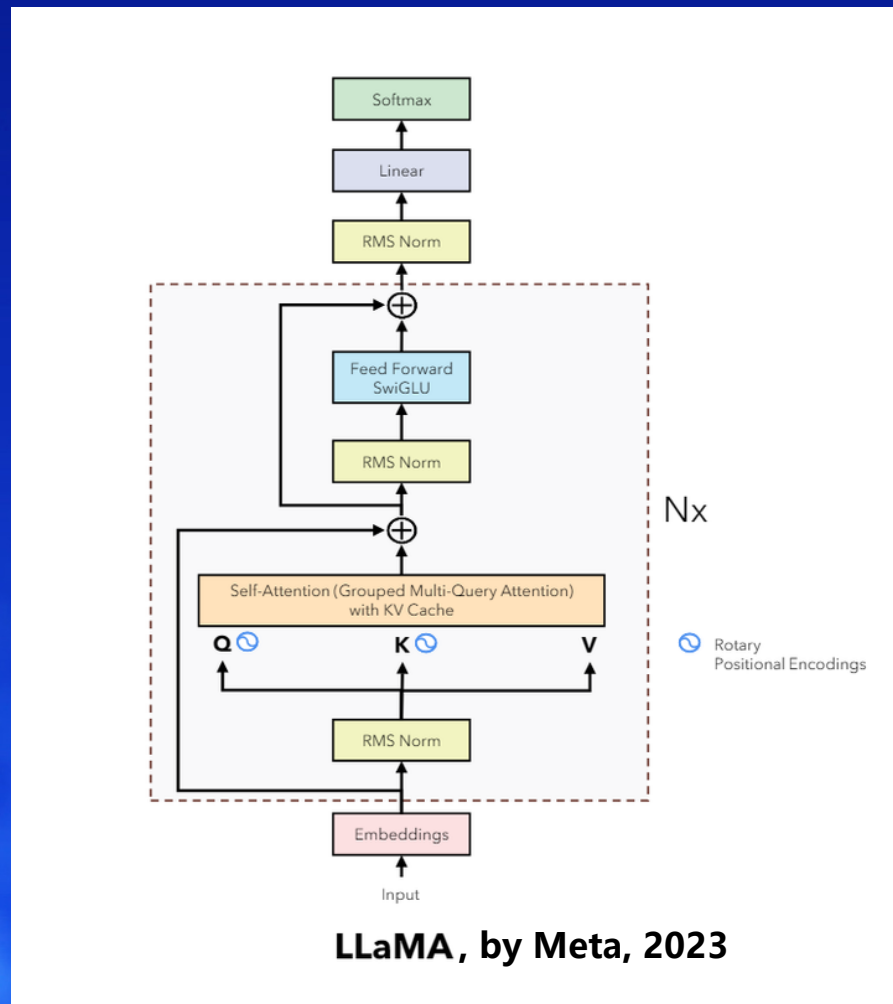 Softmax
Linear
RMS Norm
Feed Forward
SwiGLU
RMS Norm
Nx
Self-Attention (Grouped Multi-Query Attention)
with KV Cache
Q
K
V
Rotary
Positional Encodings
RMS Norm
Embeddings
Input
LLaMA, by Meta, 2023